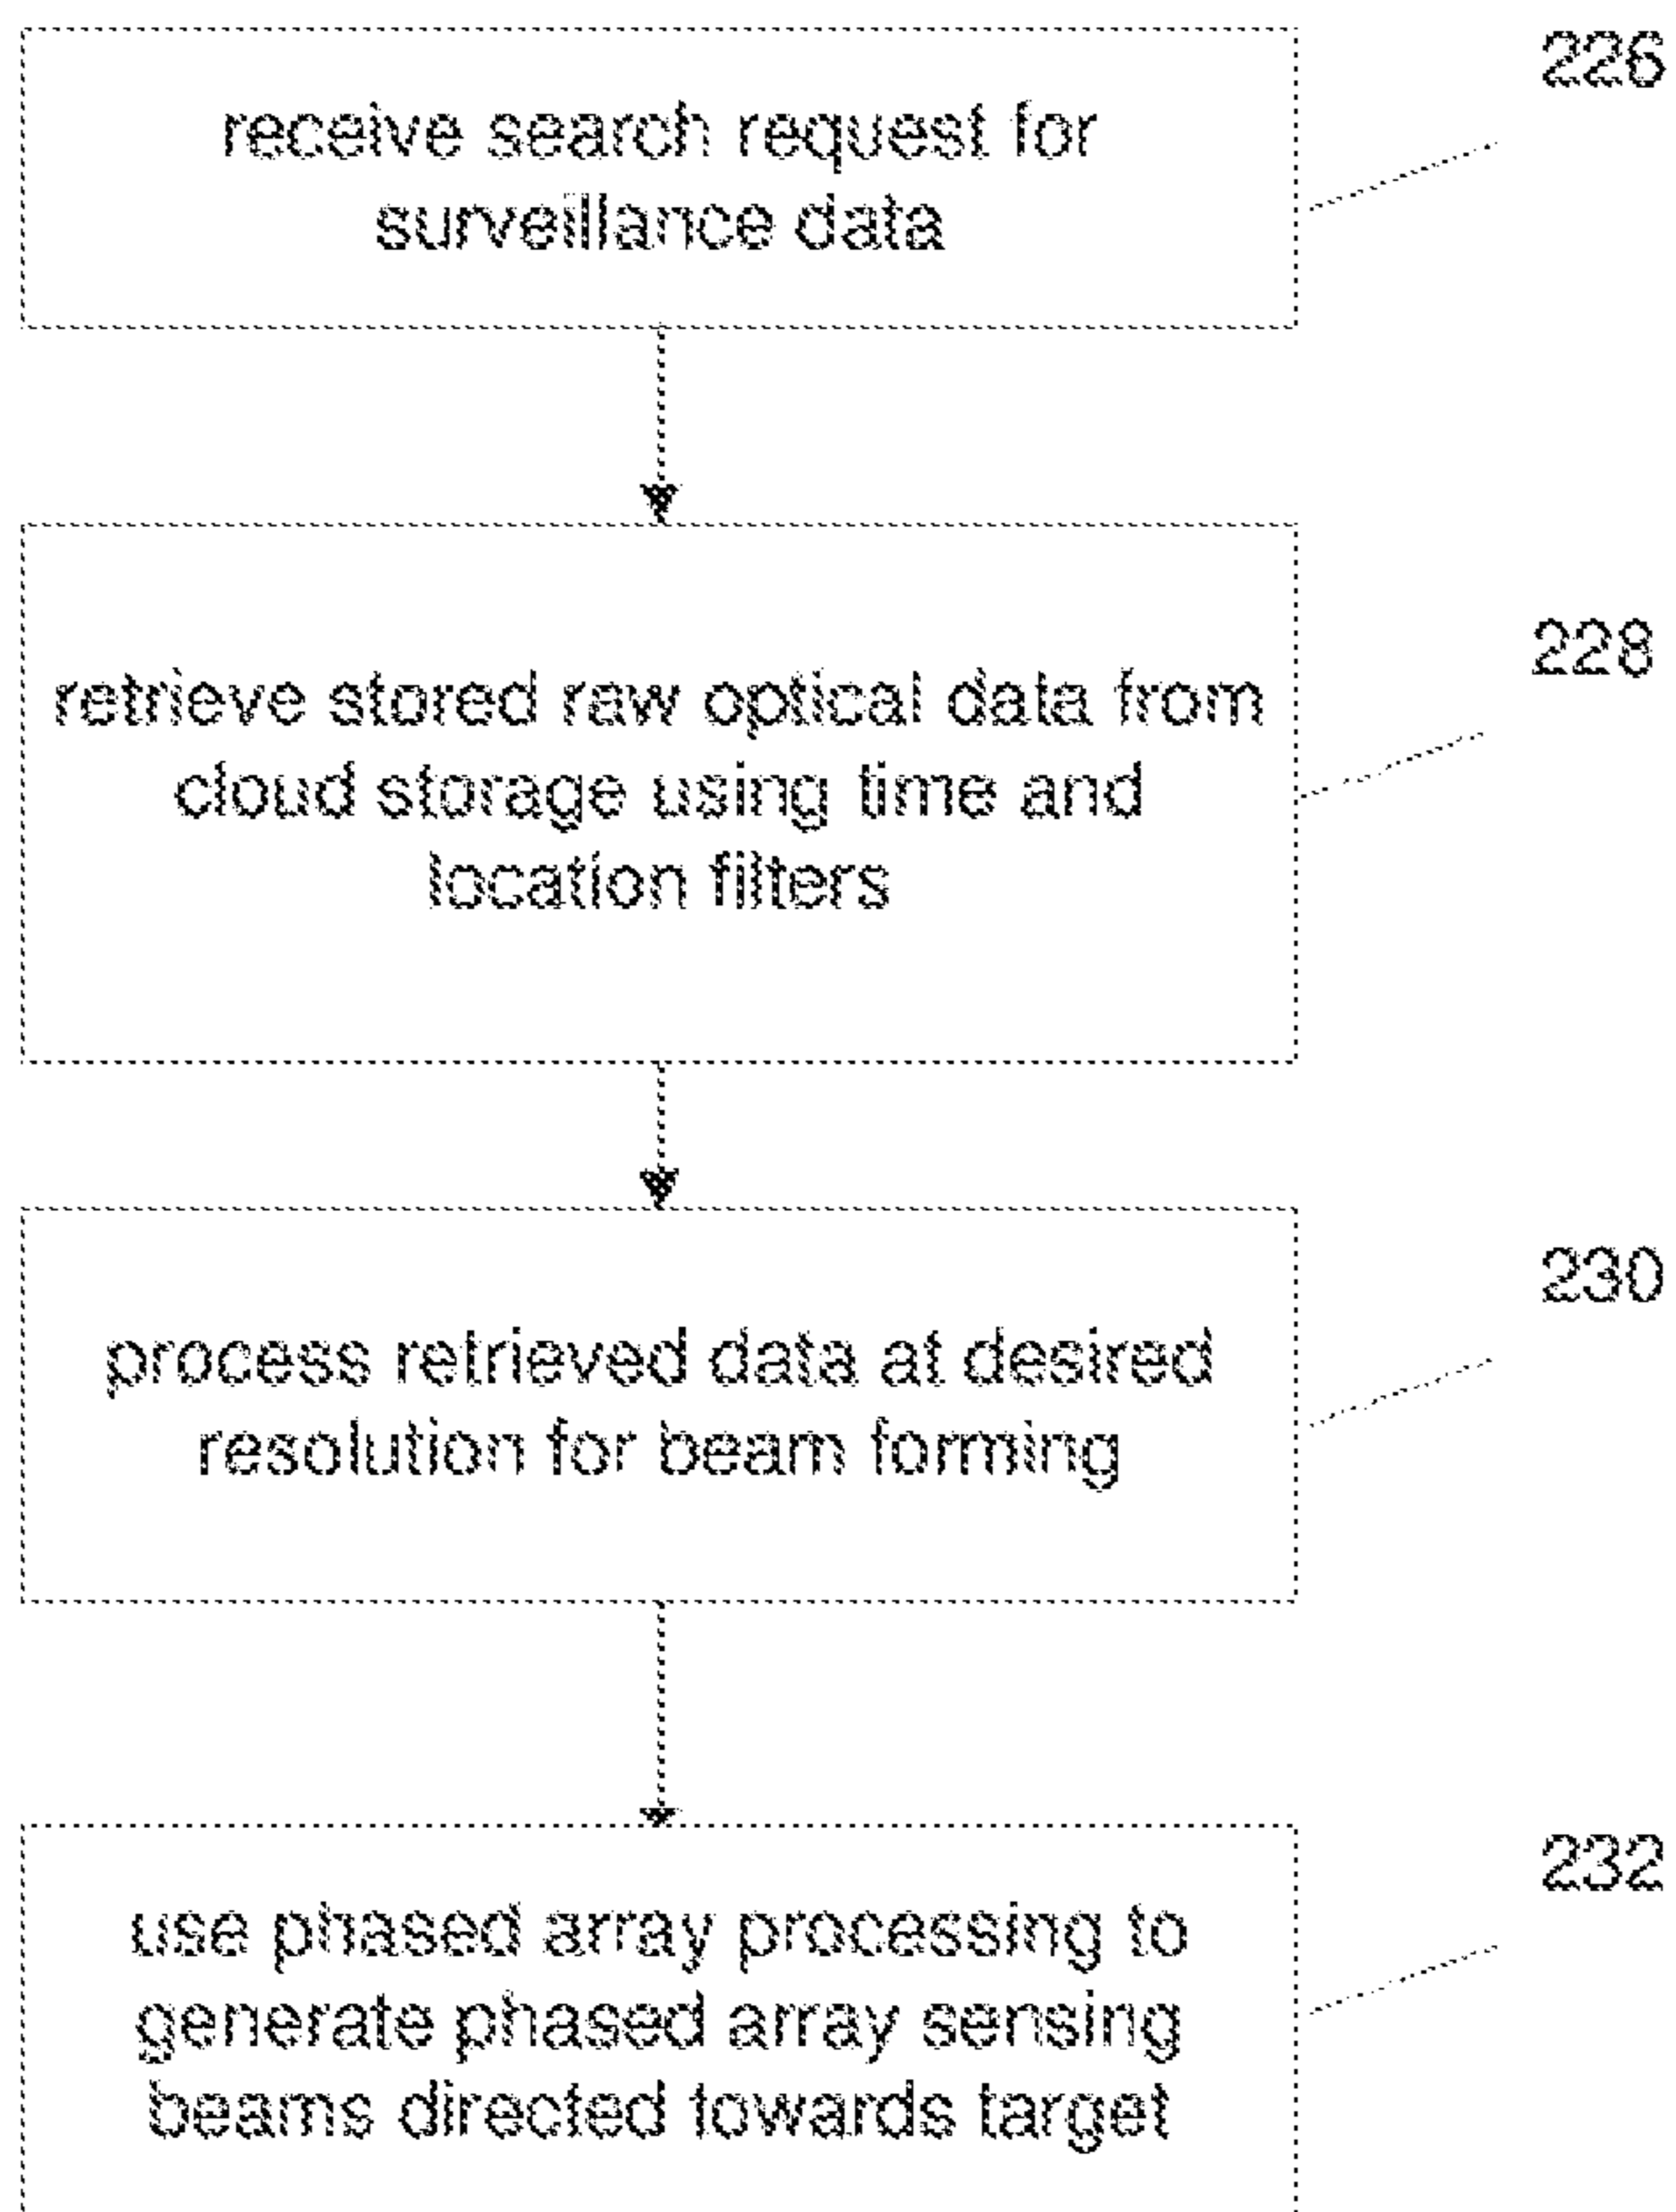 226
receive search request for
surveillance data
228
retrieve stored raw optical data from
cloud storage using time and
location filters
230
process retrieved data at desired
resolution for beam forming
232
use phased array processing to
generate phased array sensing
beams directed towards target